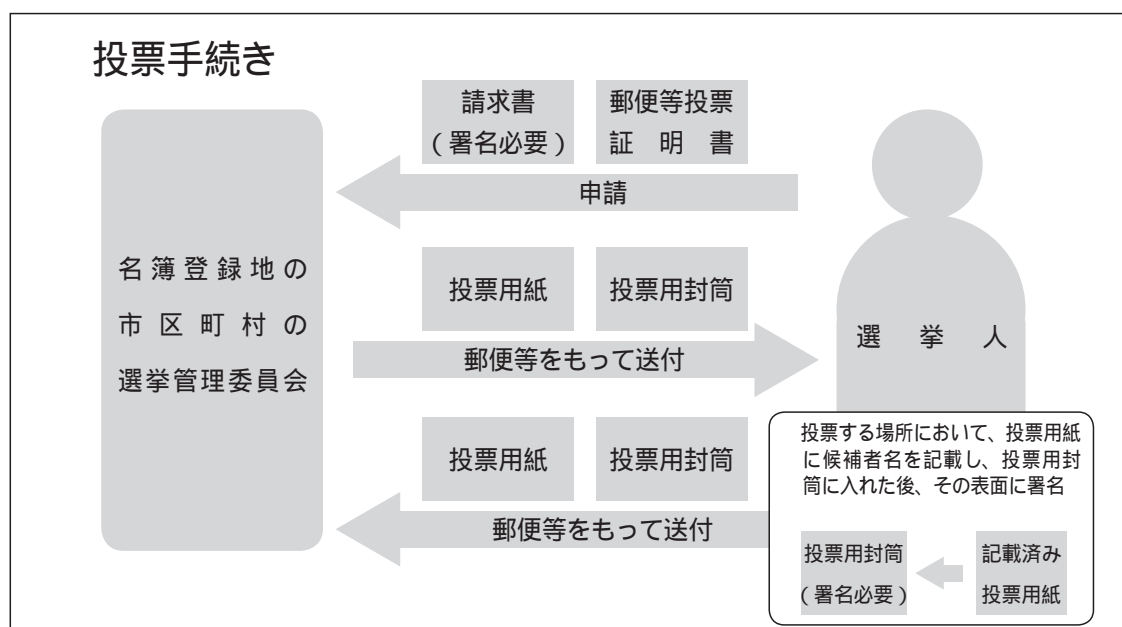 投票手続き
請求書
(署名必要)
郵便等投票
証明書
申請
名簿登録地の
市区町村の
選挙管理委員会
投票用紙
投票用封筒
郵便等をもって送付
選挙人
投票用紙
投票用封筒
郵便等をもって送付
投票する場所において、投票用紙
に候補者名を記載し、投票用封
筒に入れた後、その表面に署名
投票用封筒
(署名必要)
記載済み
投票用紙